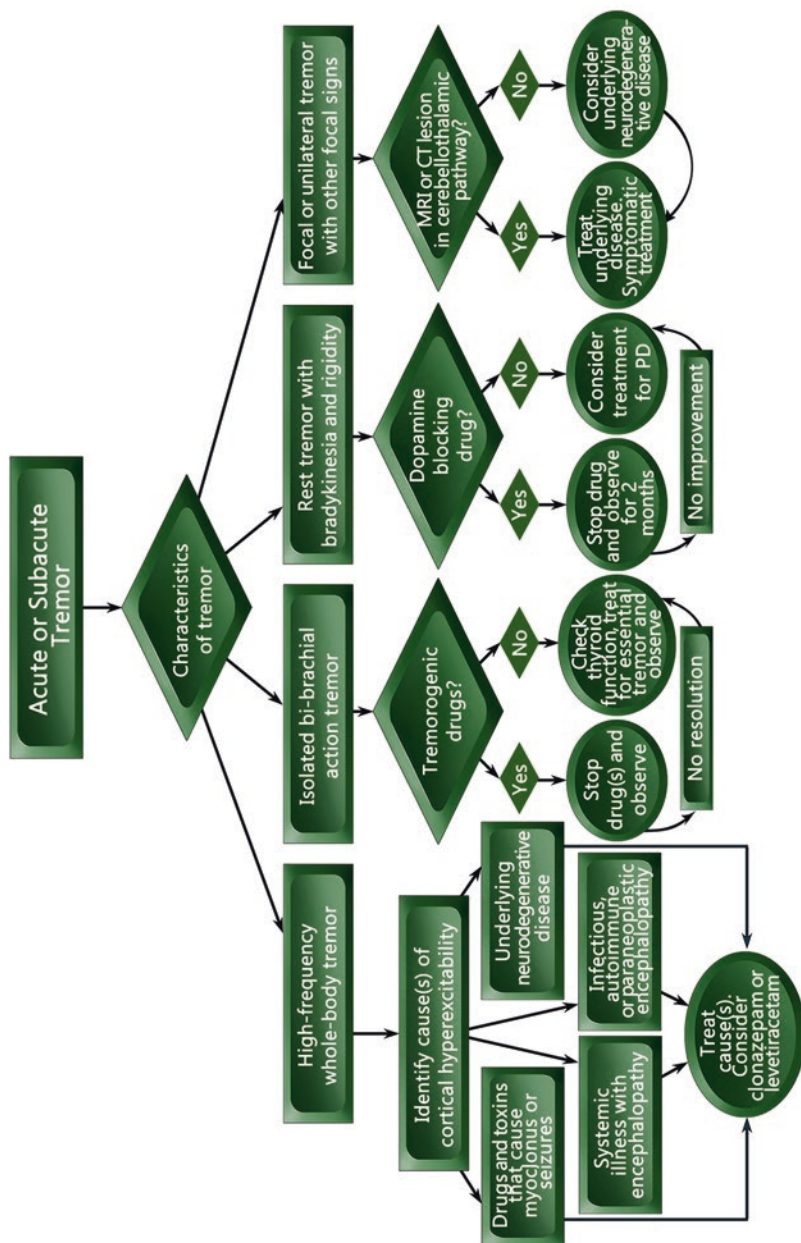 Acute or Subacute
Tremor
Characteristics
of tremor
High-frequency
whole-body tremor
Isolated bi-brachial
action tremor
Rest tremor with
bradykinesia and rigidity
Focal or unilateral tremor
with other focal signs
Identify cause(s) of
cortical hyperexcitability
Tremorogenic
drugs?
Dopamine
blocking
drug?
MRI or CT lesion
in cerebellothalamic
pathway?
Drugs and toxins
that cause
myoclonus or
seizures
Underlying
neurodegenerative
disease
Yes
No
Yes
No
Yes
No
Systemic
illness with
encephalopathy
Infectious,
autoimmune
or paraneoplastic
encephalopathy
Stop
drug(s) and
observe
Check
thyroid
function, treat
for essential
tremor and
observe
Stop drug
and observe
for 2
months
Consider
treatment
for PD
Treat
underlying
disease.
Symptomatic
treatment
Consider
underlying
neurodegenera-
tive disease
No resolution
No improvement
Treat
cause(s).
Consider
clonazepam or
levetiracetam